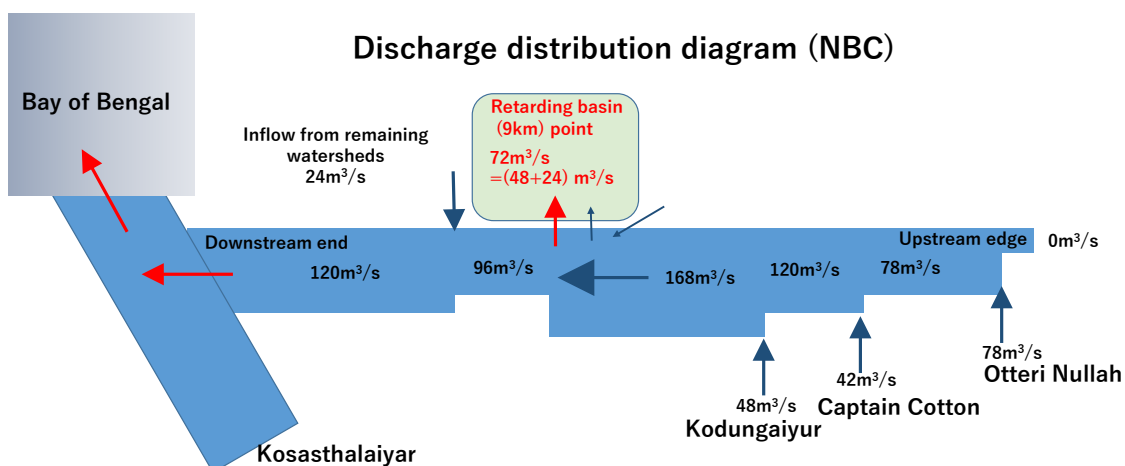 Discharge distribution diagram (NBC)
Bay of Bengal
Inflow from remaining
watersheds
24m³/s
Retarding basin
(9km) point
72m³/s
=(48+24) m³/s
Downstream end
120m³/s
96m³/s
168m³/s
120m³/s
78m³/s
Upstream edge
0m³/s
78m³/s
Otteri Nullah
42m³/s
Captain Cotton
48m³/s
Kodungaiyur
Kosasthalaiyar